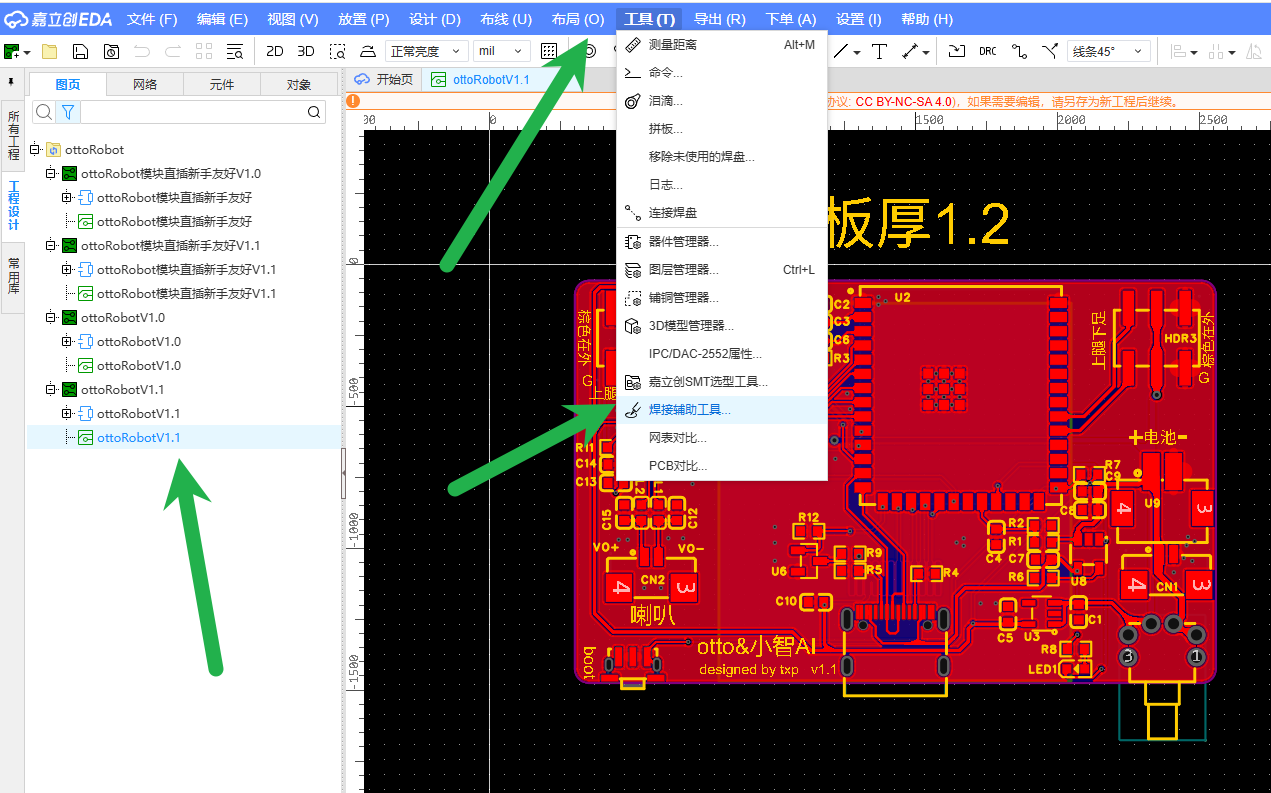 嘉立创EDA 文件 (F) 编辑 (E) 视图 (V) 放置 (P) 设计 (D) 布线 (U) 布局 (O) 工具 (T) 导出 (R) 下单 (A) 设置 (I) 帮助 (H)
2D 3D 正常亮度 mil T DRC 线条45°
图页 网络 元件 对象
开始页 ottoRobotV1.1
协议: CC BY-NC-SA 4.0)，如果需要编辑，请另存为新工程后继续。
所有工程
工程设计
常用库
ottoRobot
ottoRobot模块直插新手友好V1.0
ottoRobot模块直插新手友好
ottoRobot模块直插新手友好
ottoRobot模块直插新手友好V1.1
ottoRobot模块直插新手友好V1.1
ottoRobot模块直插新手友好V1.1
ottoRobotV1.0
ottoRobotV1.0
ottoRobotV1.0
ottoRobotV1.1
ottoRobotV1.1
ottoRobotV1.1
测量距离 Alt+M
命令...
泪滴...
拼板...
移除未使用的焊盘...
日志...
连接焊盘
器件管理器...
图层管理器... Ctrl+L
铺铜管理器...
3D模型管理器...
IPC/DAC-2552属性...
嘉立创SMT选型工具...
焊接辅助工具...
网表对比...
PCB对比...
0 1500 2000 2500
0
-500
-1000
-1500
板厚1.2
U2
C2
C3
C6
R3
棕色在外
G
上腿
上腿下足
HDR3
棕色在外
G
+电池-
R11
C14
C13
L2
L1
C15
C12
VO+
VO-
CN2
4 3
喇叭
R12
R9
R5
U6
C10
R4
R7
C9
C8
R2
R1
C4
C7
R6
U8
U9
4 3
CN1
4 3
C5
U3
C1
R8
LED1
3 1
boot
otto&小智AI
designed by txp v1.1